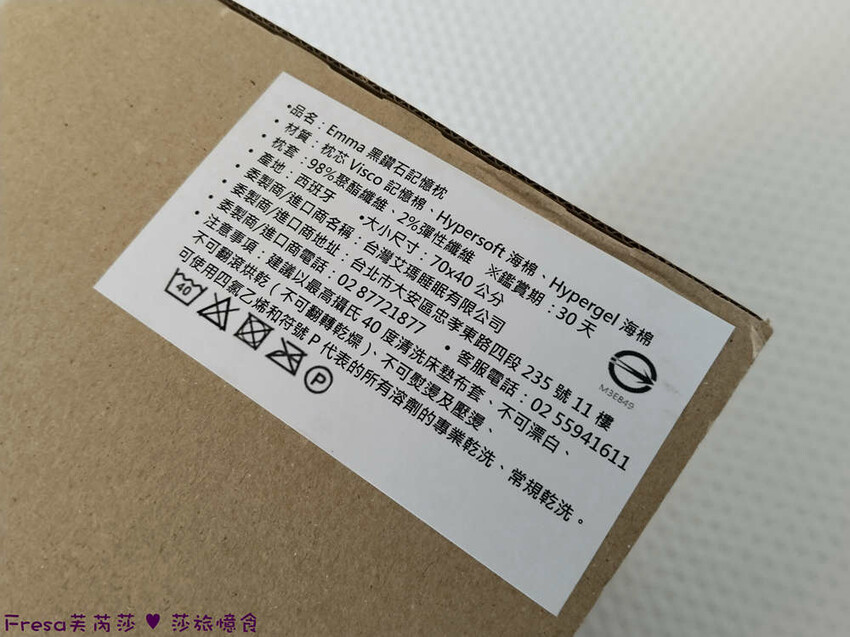 •品名：Emma 黑鑽石記憶枕
• 材質：枕芯 Visco 記憶棉、Hypersoft 海棉、Hypergel 海棉
• 枕套：98%聚酯纖維、2%彈性纖維 ※鑑賞期：30 天
• 產地：西班牙 •大小尺寸：70x40 公分
• 委製商/進口商名稱：台灣艾瑪睡眠有限公司
• 委製商/進口商地址：台北市大安區忠孝東路四段 235 號 11 樓
• 委製商/進口商電話：02 87721877 • 客服電話：02 55941611
• 注意事項：建議以最高攝氏 40 度清洗床墊布套、不可漂白、
不可翻滾烘乾（不可翻轉乾燥）、不可熨燙及壓燙、
可使用四氯乙烯和符號 P 代表的所有溶劑的專業乾洗、常規乾洗。
40
P
M3E849
Fresa芙芮莎 ♥ 莎旅憶食